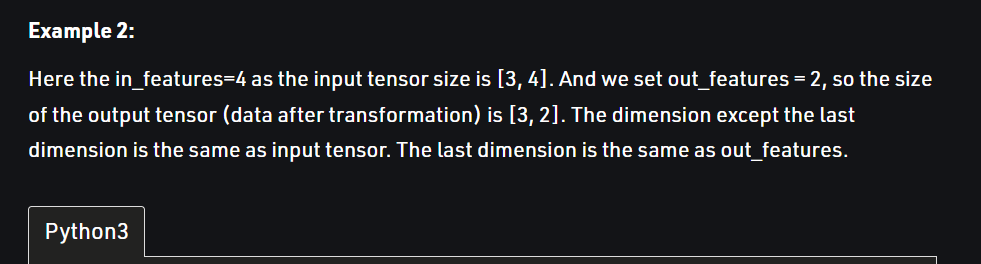 Example 2:
Here the in_features=4 as the input tensor size is [3, 4]. And we set out_features = 2, so the size
of the output tensor (data after transformation) is [3, 2]. The dimension except the last
dimension is the same as input tensor. The last dimension is the same as out_features.
Python3